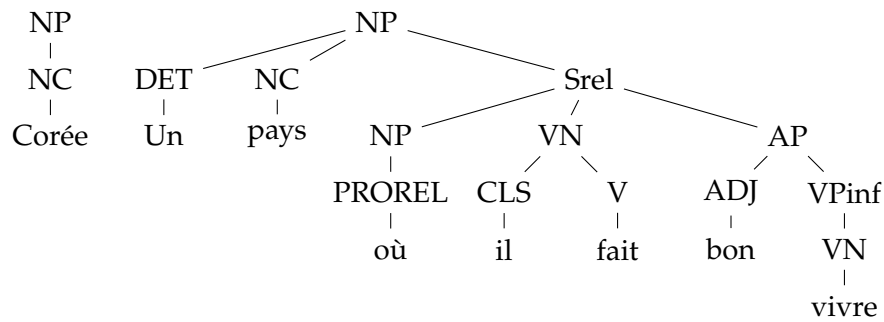 NP NP
NC DET NC Srel
Corée Un pays NP VN AP
PROREL CLS V ADJ VPinf
où il fait bon VN
vivre